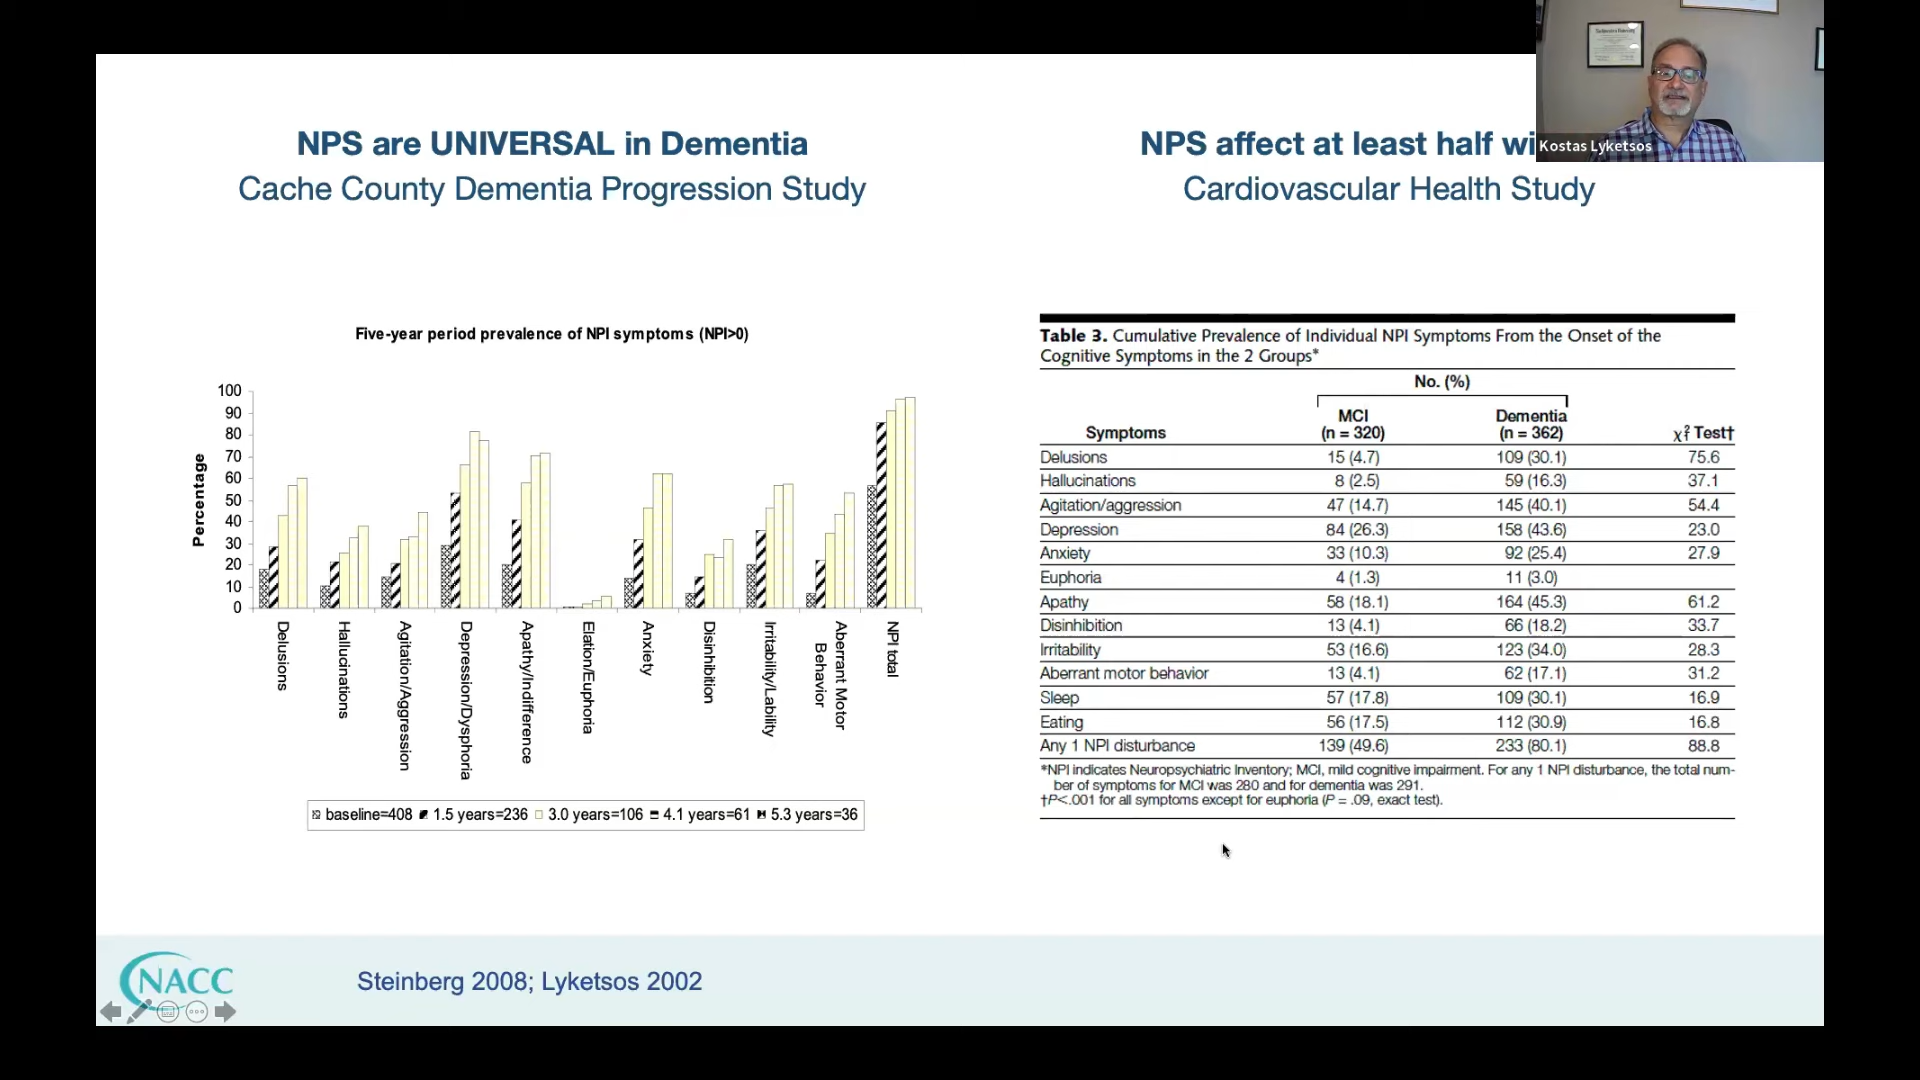 NPS are UNIVERSAL in Dementia
Cache County Dementia Progression Study
Five-year period prevalence of NPI symptoms (NPI>0)
Percentage
100
90
80
70
60
50
40
30
20
10
0
Delusions
Hallucinations
Agitation/Aggression
Depression/Dysphoria
Apathy/Indifference
Elation/Euphoria
Anxiety
Disinhibition
Irritability/Lability
Aberrant Motor
Behavior
NPI total
baseline=408 1.5 years=236 3.0 years=106 4.1 years=61 5.3 years=36
NPS affect at least half
Cardiovascular Health Study
Kostas Lyketsos
Table 3. Cumulative Prevalence of Individual NPI Symptoms From the Onset of the
Cognitive Symptoms in the 2 Groups*
No. (%)
MCI Dementia
Symptoms (n = 320) (n = 362) χ²₁ Test†
Delusions 15 (4.7) 109 (30.1) 75.6
Hallucinations 8 (2.5) 59 (16.3) 37.1
Agitation/aggression 47 (14.7) 145 (40.1) 54.4
Depression 84 (26.3) 158 (43.6) 23.0
Anxiety 33 (10.3) 92 (25.4) 27.9
Euphoria 4 (1.3) 11 (3.0)
Apathy 58 (18.1) 164 (45.3) 61.2
Disinhibition 13 (4.1) 66 (18.2) 33.7
Irritability 53 (16.6) 123 (34.0) 28.3
Aberrant motor behavior 13 (4.1) 62 (17.1) 31.2
Sleep 57 (17.8) 109 (30.1) 16.9
Eating 56 (17.5) 112 (30.9) 16.8
Any 1 NPI disturbance 139 (49.6) 233 (80.1) 88.8
*NPI indicates Neuropsychiatric Inventory; MCI, mild cognitive impairment. For any 1 NPI disturbance, the total num-
ber of symptoms for MCI was 280 and for dementia was 291.
†P<.001 for all symptoms except for euphoria (P = .09, exact test).
NACC
Steinberg 2008; Lyketsos 2002